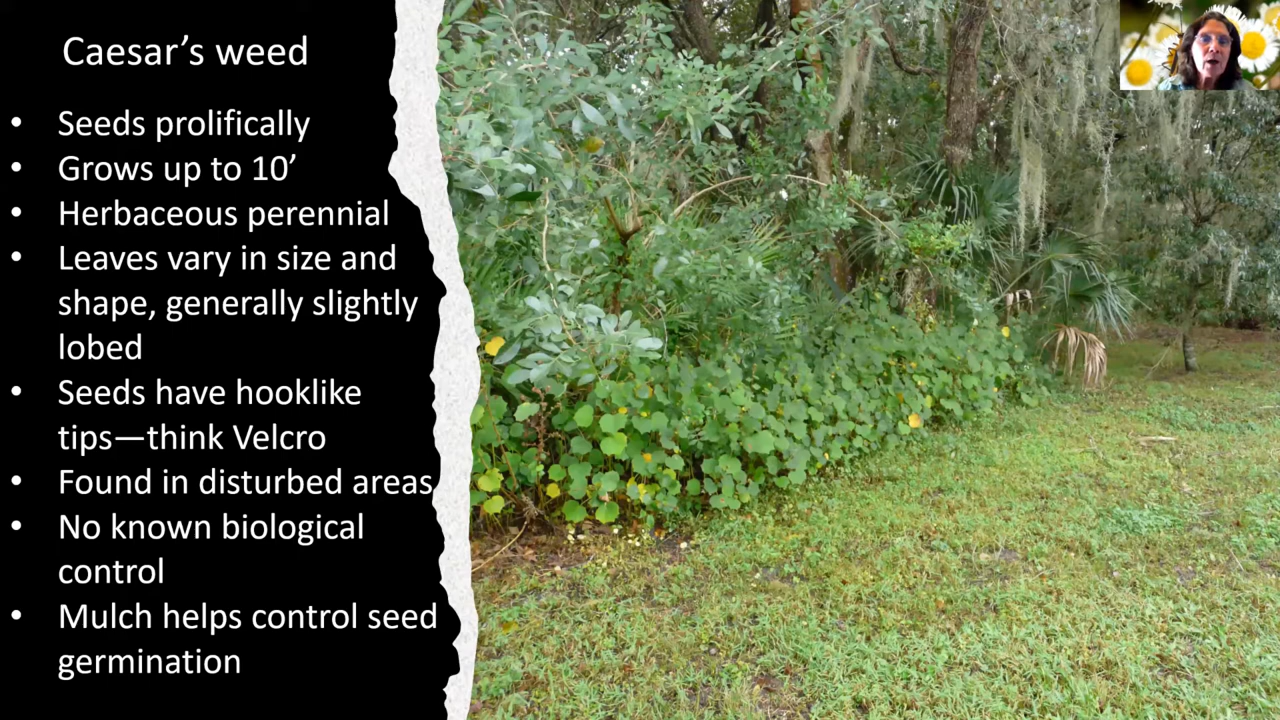 Caesar’s weed
• Seeds prolifically
• Grows up to 10’
• Herbaceous perennial
• Leaves vary in size and
shape, generally slightly
lobed
• Seeds have hooklike
tips—think Velcro
• Found in disturbed areas
• No known biological
control
• Mulch helps control seed
germination